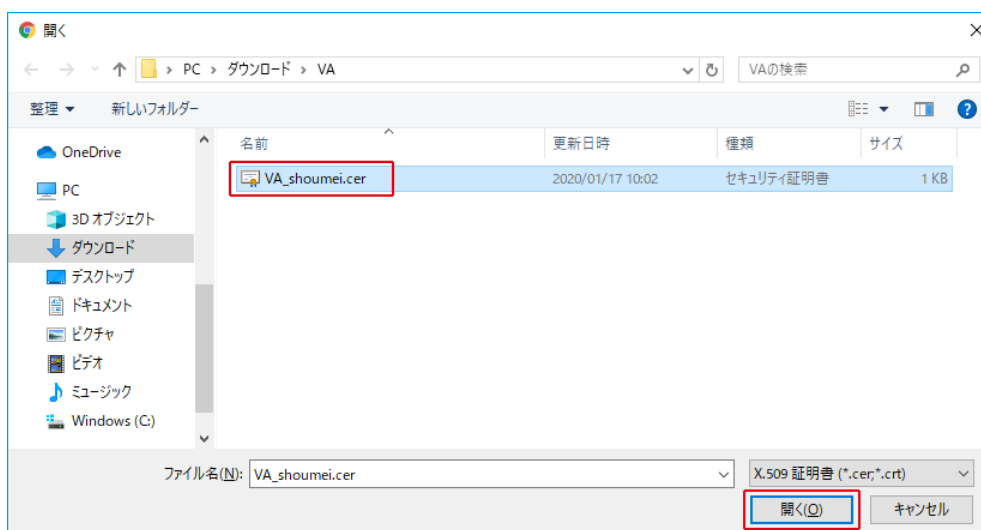 開く
PC › ダウンロード › VA
VAの検索
整理
新しいフォルダー
名前
更新日時
種類
サイズ
OneDrive
PC
3D オブジェクト
ダウンロード
デスクトップ
ドキュメント
ピクチャ
ビデオ
ミュージック
Windows (C:)
VA_shoumei.cer
2020/01/17 10:02
セキュリティ証明書
1 KB
ファイル名(N):
VA_shoumei.cer
X.509 証明書 (*.cer;*.crt)
開く(O)
キャンセル